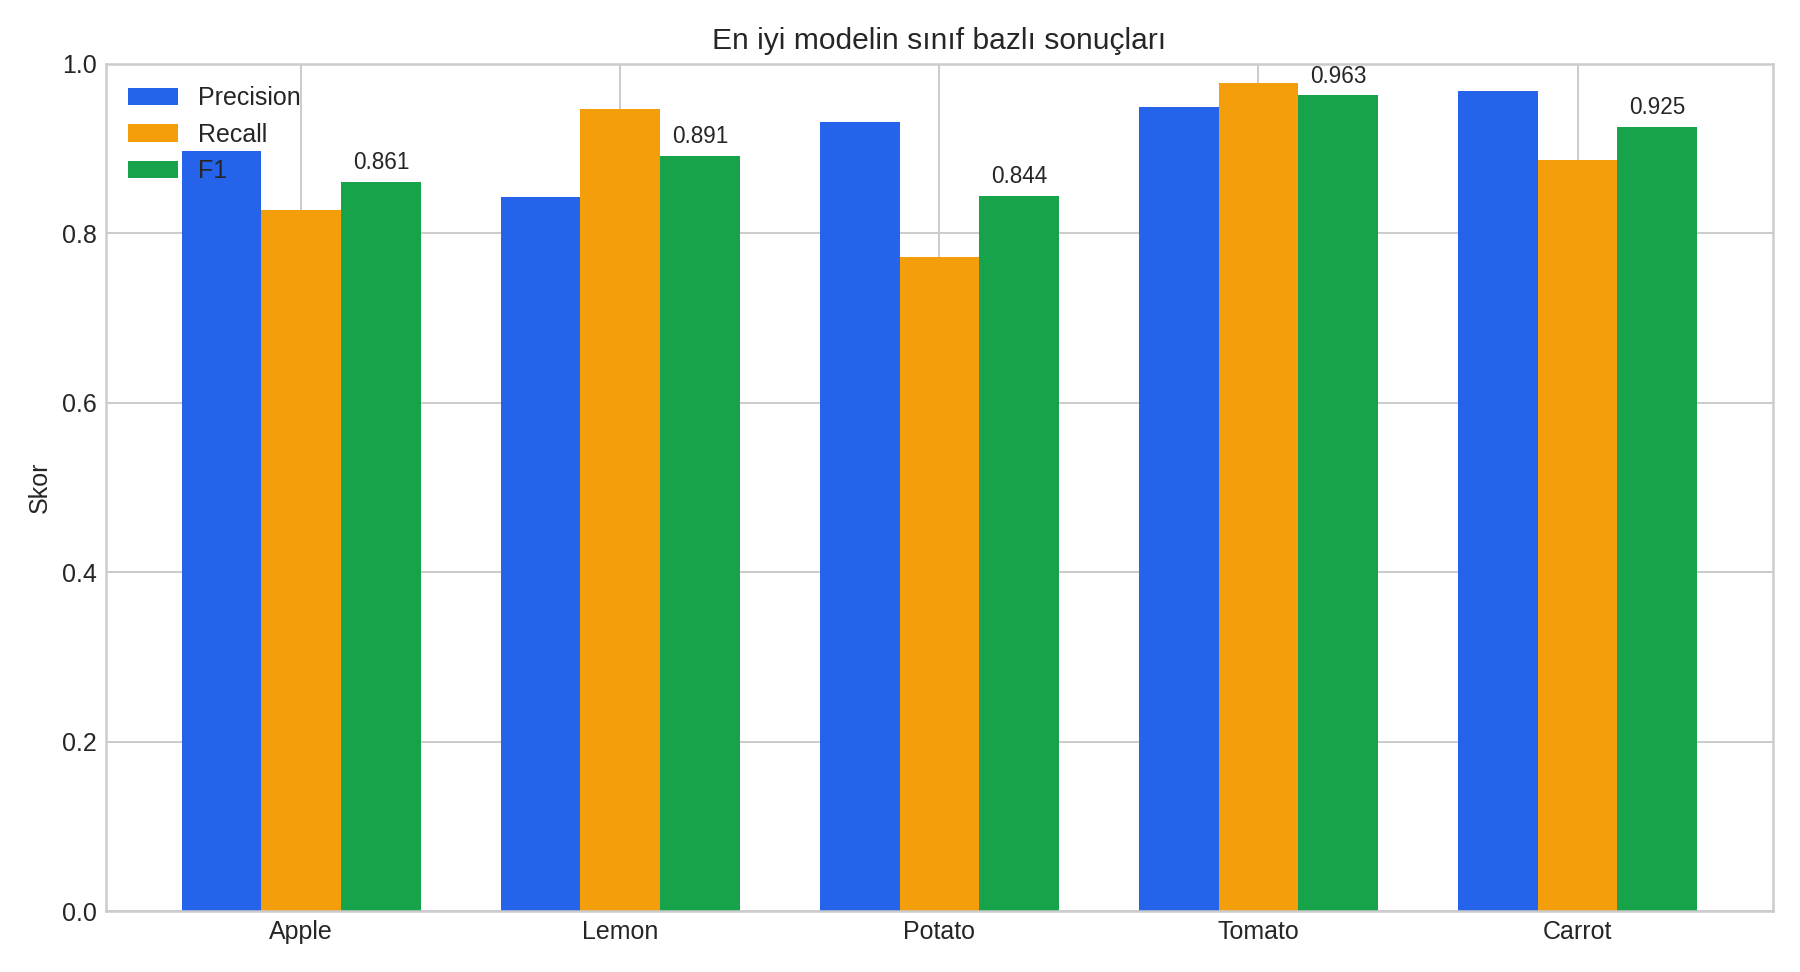 En iyi modelin sınıf bazlı sonuçları
Precision
Recall
F1
1.0
0.8
0.6
0.4
0.2
0.0
Skor
0.861
0.891
0.844
0.963
0.925
Apple
Lemon
Potato
Tomato
Carrot